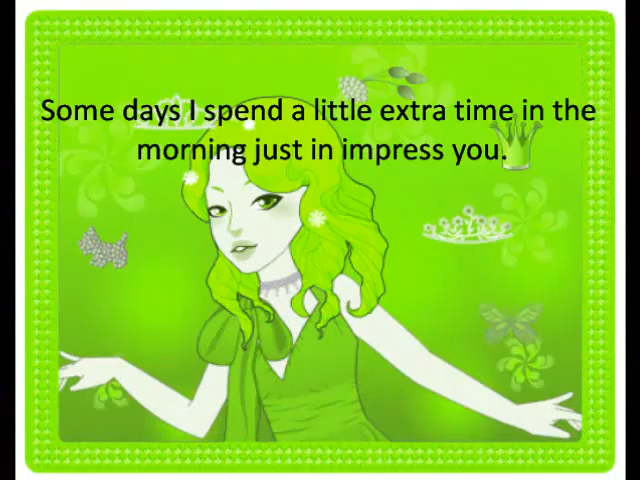 Some days I spend a little extra time in the
morning just in impress you.